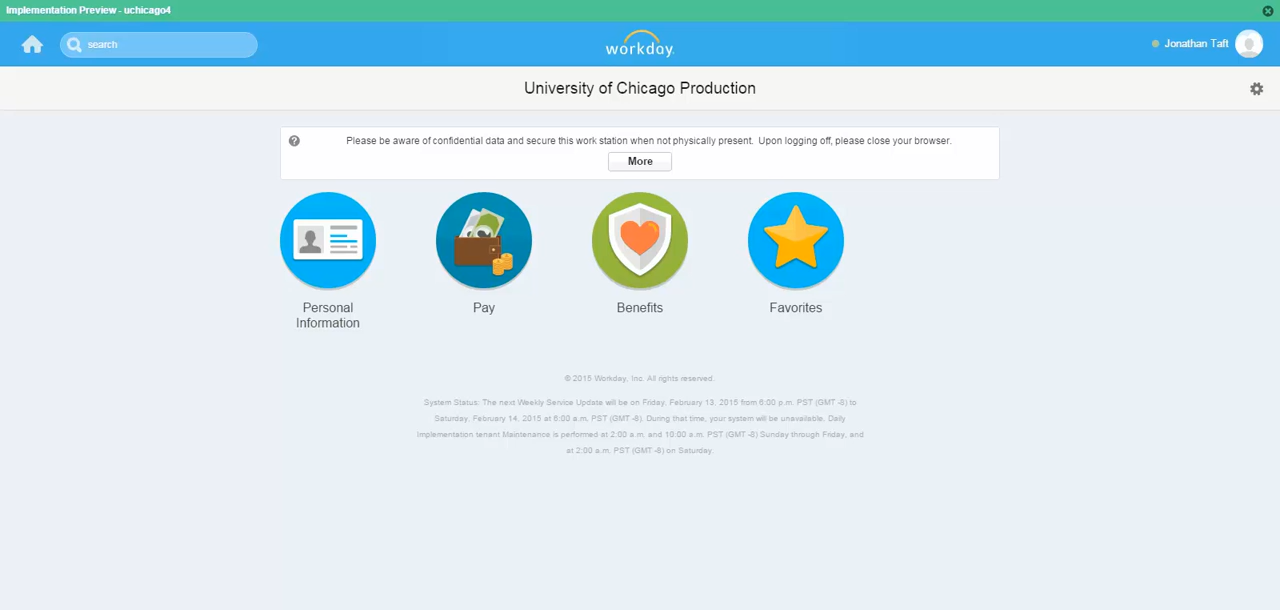 Implementation Preview - uchicago4
search
workday.
Jonathan Taft
University of Chicago Production
Please be aware of confidential data and secure this work station when not physically present. Upon logging off, please close your browser.
More
Personal
Information
Pay
Benefits
Favorites
© 2015 Workday, Inc. All rights reserved.
System Status: The next Weekly Service Update will be on Friday, February 13, 2015 from 6:00 p.m. PST (GMT -8) to
Saturday, February 14, 2015 at 6:00 a.m. PST (GMT -8). During that time, your system will be unavailable. Daily
Implementation tenant Maintenance is performed at 2:00 a.m. and 10:00 a.m. PST (GMT -8) Sunday through Friday, and
at 2:00 a.m. PST (GMT -8) on Saturday.